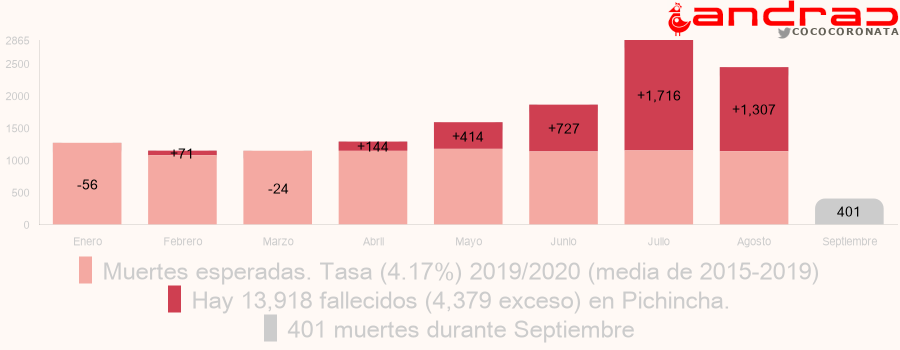 andrac
COCOCORONATA
2865
2500
2000
1500
1000
500
0
-56
+71
-24
+144
+414
+727
+1,716
+1,307
401
Enero Febrero Marzo Abril Mayo Junio Julio Agosto Septiembre
Muertes esperadas. Tasa (4.17%) 2019/2020 (media de 2015-2019)
Hay 13,918 fallecidos (4,379 exceso) en Pichincha.
401 muertes durante Septiembre